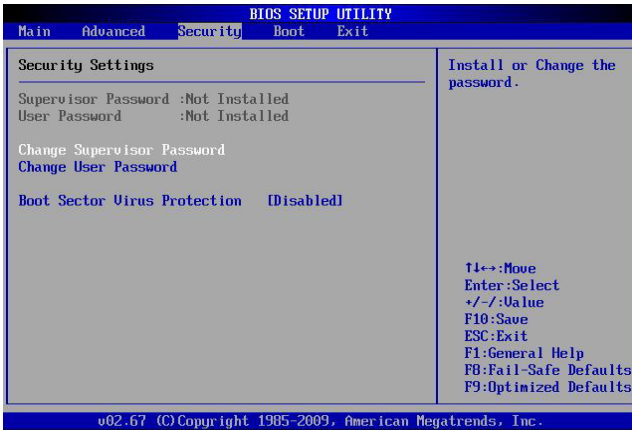 BIOS SETUP UTILITY
Main Advanced Security Boot Exit
Security Settings
Supervisor Password :Not Installed
User Password :Not Installed
Change Supervisor Password
Change User Password
Boot Sector Virus Protection [Disabled]
Install or Change the
password.
↑↓↔:Move
Enter:Select
+/-/:Value
F10:Save
ESC:Exit
F1:General Help
F8:Fail-Safe Defaults
F9:Optimized Defaults
v02.67 (C)Copyright 1985-2009, American Megatrends, Inc.